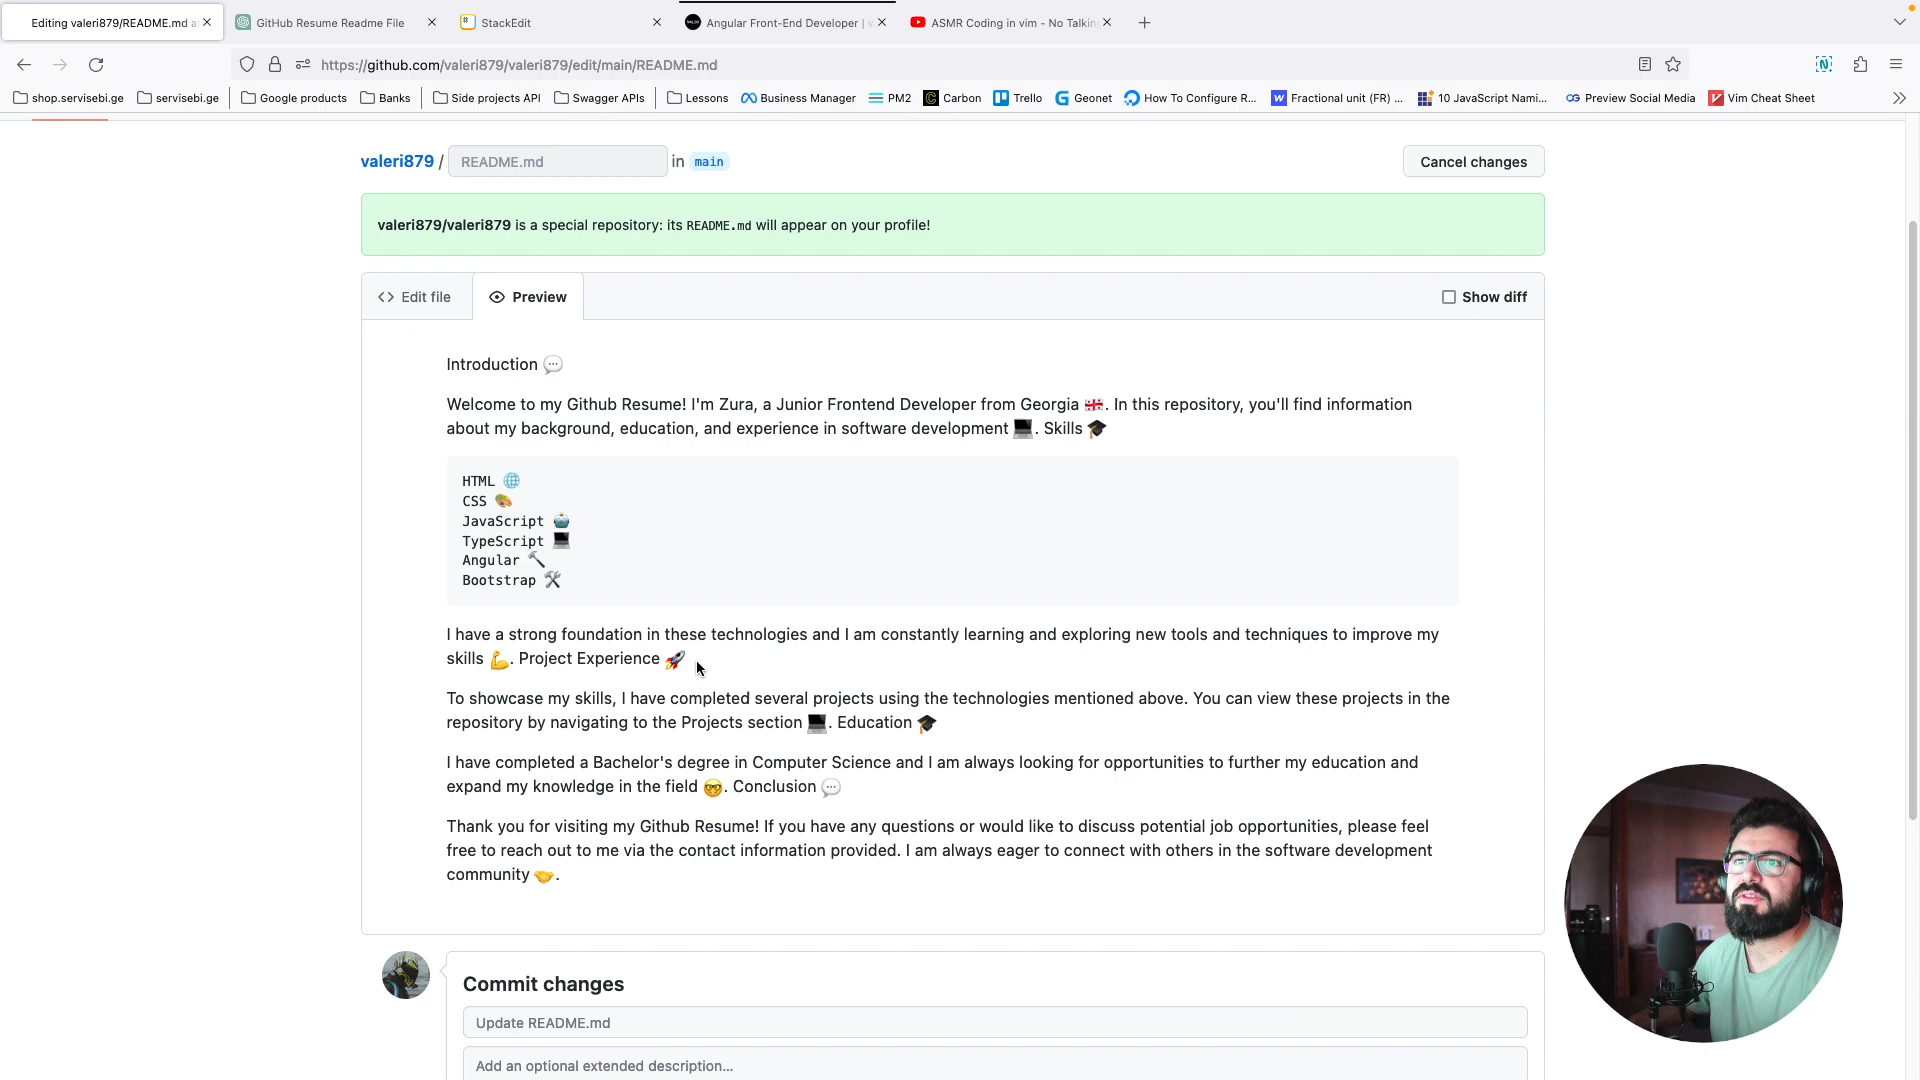 Editing valeri879/README.md a
GitHub Resume Readme File
StackEdit
Angular Front-End Developer |
ASMR Coding in vim - No Talkin
https://github.com/valeri879/valeri879/edit/main/README.md
shop.servisebi.ge
servisebi.ge
Google products
Banks
Side projects API
Swagger APIs
Lessons
Business Manager
PM2
Carbon
Trello
Geonet
How To Configure R...
Fractional unit (FR) ...
10 JavaScript Nami...
Preview Social Media
Vim Cheat Sheet
valeri879 / README.md in main
Cancel changes
valeri879/valeri879 is a special repository: its README.md will appear on your profile!
<> Edit file
Preview
Show diff
Introduction 💬
Welcome to my Github Resume! I'm Zura, a Junior Frontend Developer from Georgia 🇬🇪. In this repository, you'll find information
about my background, education, and experience in software development 💻. Skills 🎓
HTML 🌐
CSS 🎨
JavaScript 🤖
TypeScript 💻
Angular 🔨
Bootstrap 🛠️
I have a strong foundation in these technologies and I am constantly learning and exploring new tools and techniques to improve my
skills 💪. Project Experience 🚀
To showcase my skills, I have completed several projects using the technologies mentioned above. You can view these projects in the
repository by navigating to the Projects section 💻. Education 🎓
I have completed a Bachelor's degree in Computer Science and I am always looking for opportunities to further my education and
expand my knowledge in the field 🤓. Conclusion 💬
Thank you for visiting my Github Resume! If you have any questions or would like to discuss potential job opportunities, please feel
free to reach out to me via the contact information provided. I am always eager to connect with others in the software development
community 🤝.
Commit changes
Update README.md
Add an optional extended description...